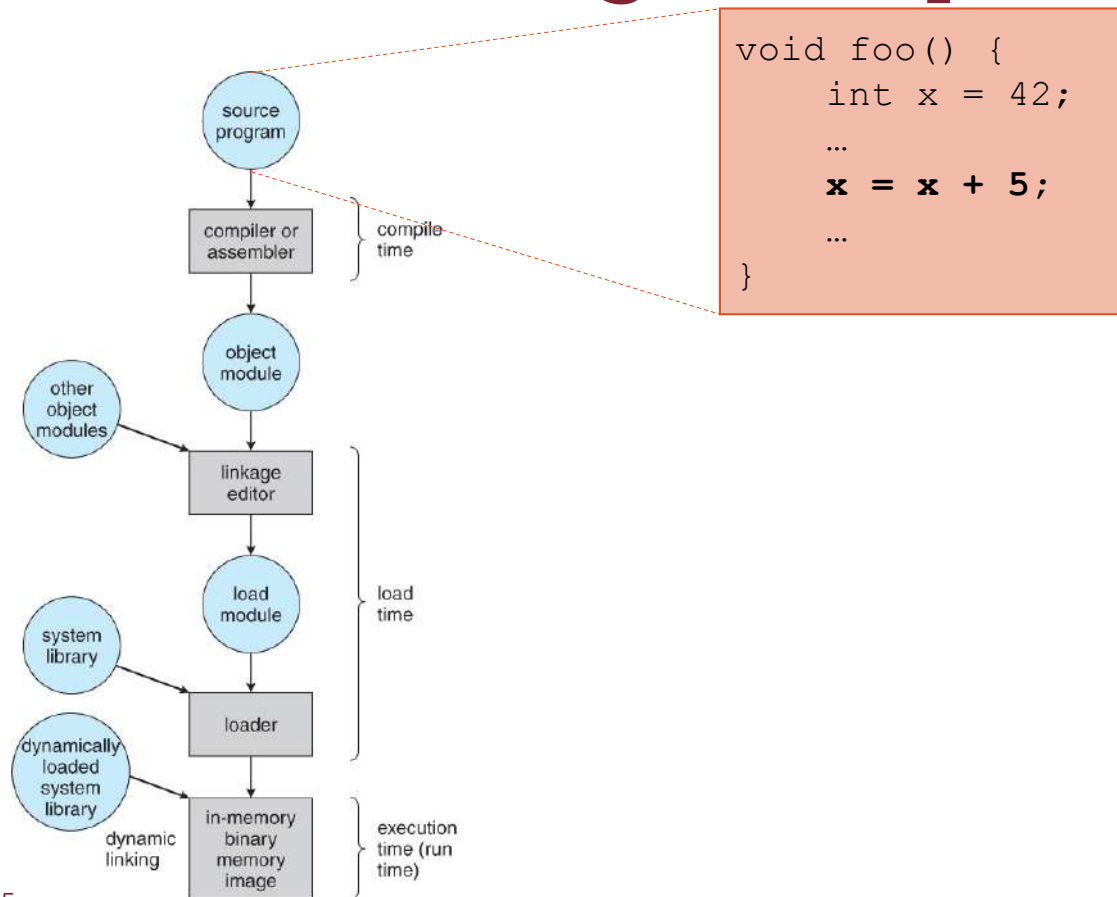 void foo() {
int x = 42;
…
x = x + 5;
…
}
source
program
compiler or
assembler
compile
time
object
module
other
object
modules
linkage
editor
load
module
load
time
system
library
loader
dynamically
loaded
system
library
dynamic
linking
in-memory
binary
memory
image
execution
time (run
time)